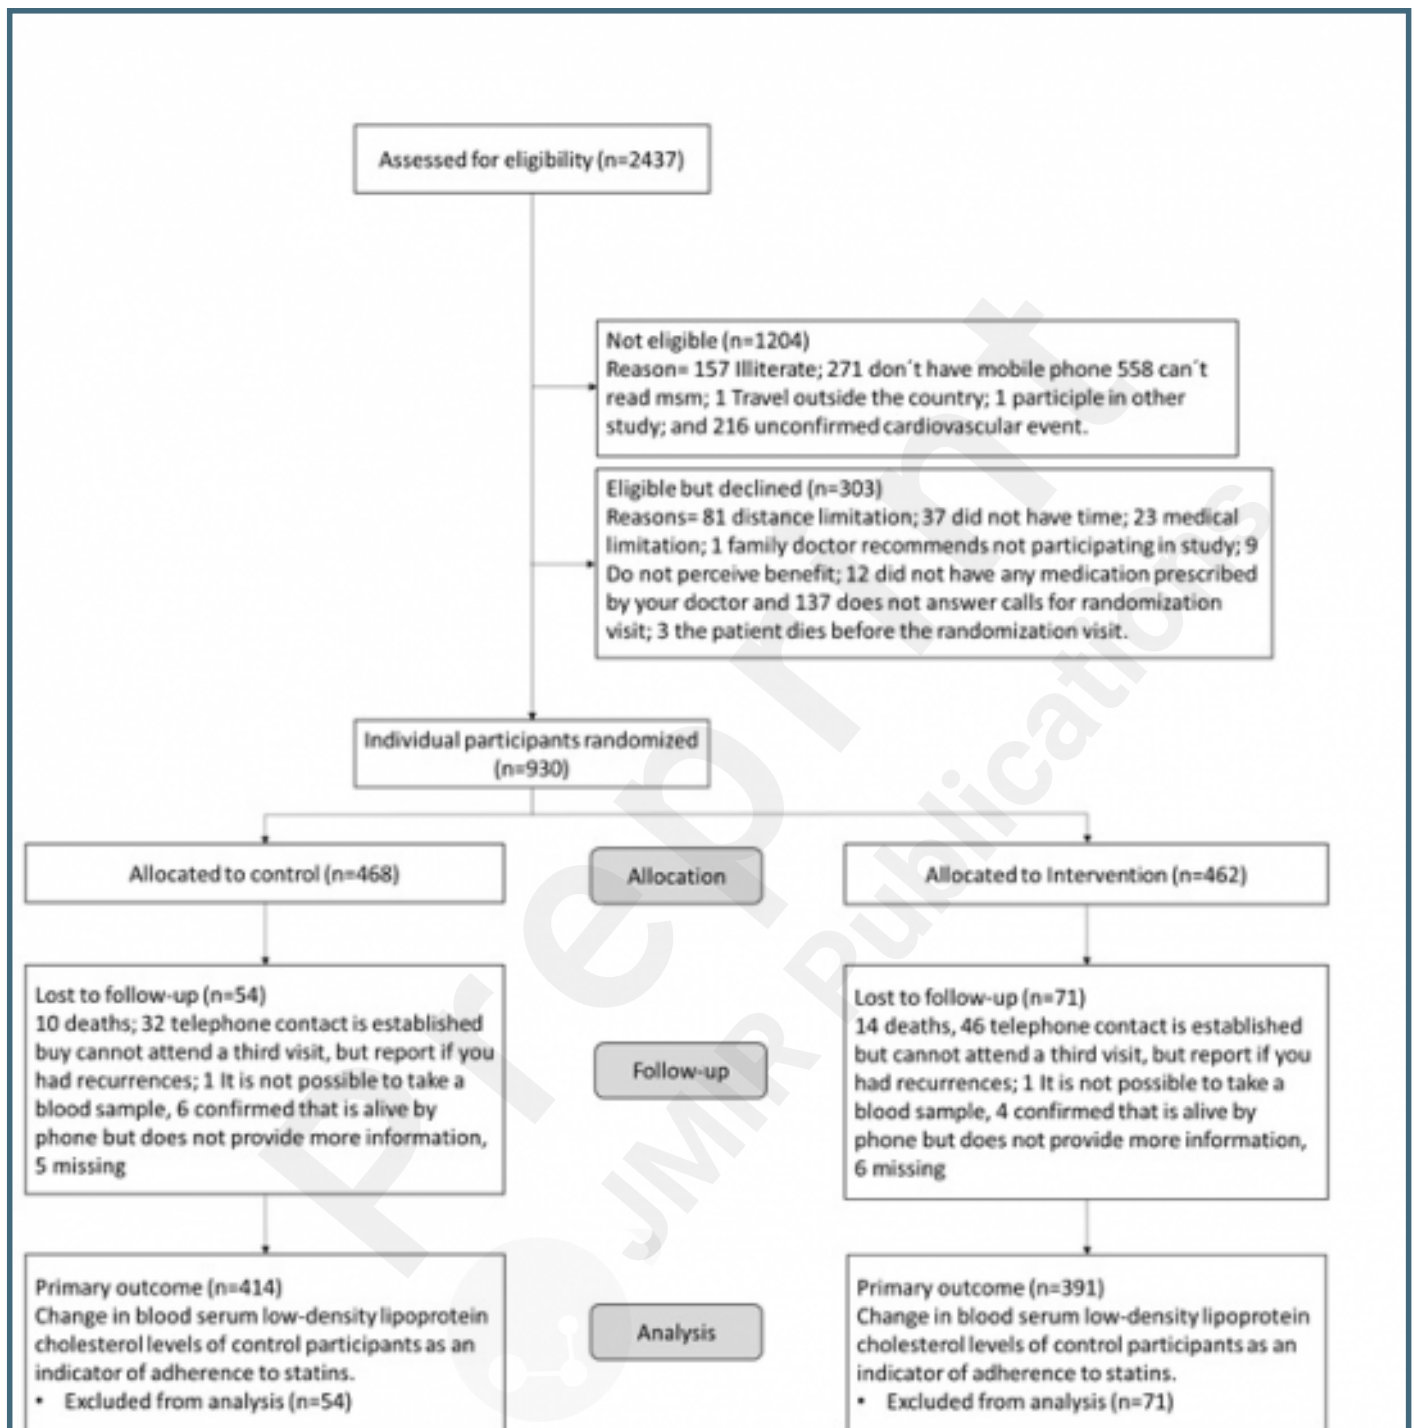 Assessed for eligibility (n=2437)
Not eligible (n=1204)
Reason= 157 Illiterate; 271 don´t have mobile phone 558 can´t
read msm; 1 Travel outside the country; 1 participle in other
study; and 216 unconfirmed cardiovascular event.
Eligible but declined (n=303)
Reasons= 81 distance limitation; 37 did not have time; 23 medical
limitation; 1 family doctor recommends not participating in study; 9
Do not perceive benefit; 12 did not have any medication prescribed
by your doctor and 137 does not answer calls for randomization
visit; 3 the patient dies before the randomization visit.
Individual participants randomized
(n=930)
Allocated to control (n=468)
Allocation
Allocated to Intervention (n=462)
Lost to follow-up (n=54)
10 deaths; 32 telephone contact is established
buy cannot attend a third visit, but report if you
had recurrences; 1 It is not possible to take a
blood sample, 6 confirmed that is alive by
phone but does not provide more information,
5 missing
Follow-up
Lost to follow-up (n=71)
14 deaths, 46 telephone contact is established
but cannot attend a third visit, but report if you
had recurrences; 1 It is not possible to take a
blood sample, 4 confirmed that is alive by
phone but does not provide more information,
6 missing
Primary outcome (n=414)
Change in blood serum low-density lipoprotein
cholesterol levels of control participants as an
indicator of adherence to statins.
• Excluded from analysis (n=54)
Analysis
Primary outcome (n=391)
Change in blood serum low-density lipoprotein
cholesterol levels of control participants as an
indicator of adherence to statins.
• Excluded from analysis (n=71)
Preprint
JMIR Publications